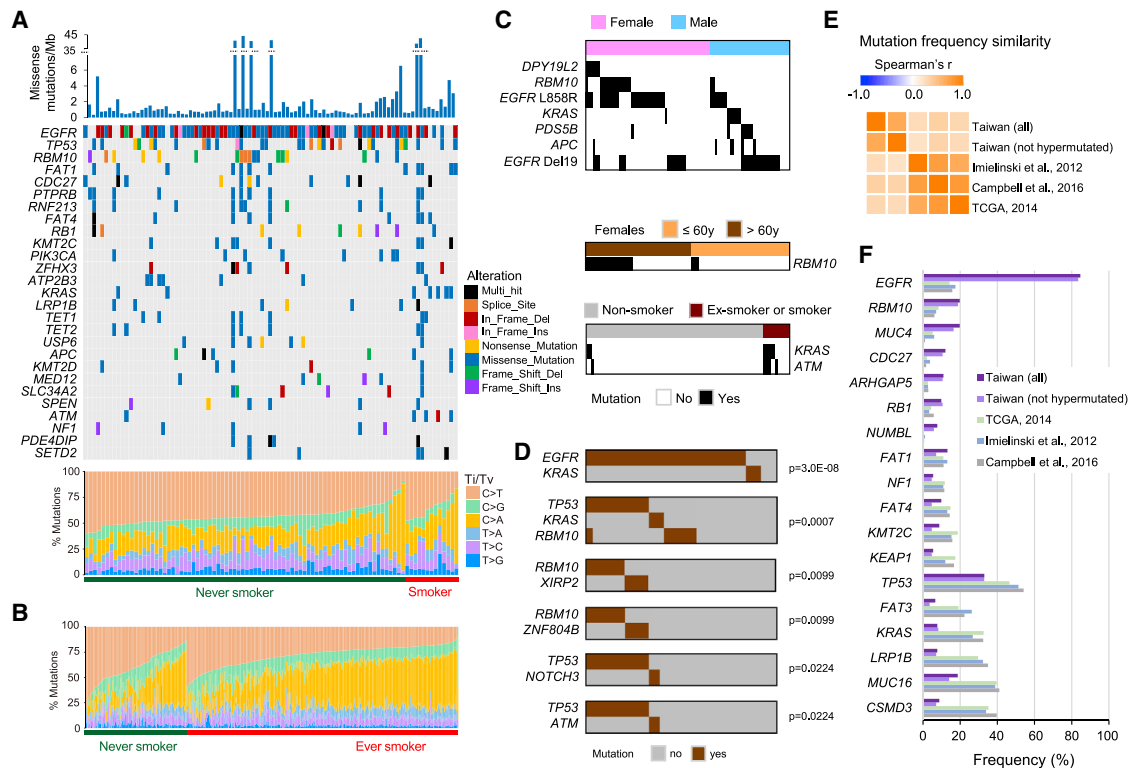 A
Missense
mutations/Mb
45
35
5
0
EGFR
TP53
RBM10
FAT1
CDC27
PTPRB
RNF213
FAT4
RB1
KMT2C
PIK3CA
ZFHX3
ATP2B3
KRAS
LRP1B
TET1
TET2
USP6
APC
KMT2D
MED12
SLC34A2
SPEN
ATM
NF1
PDE4DIP
SETD2
Alteration
Multi_hit
Splice_Site
In_Frame_Del
In_Frame_Ins
Nonsense_Mutation
Missense_Mutation
Frame_Shift_Del
Frame_Shift_Ins
% Mutations
100
75
50
25
0
Ti/Tv
C>T
C>G
C>A
T>A
T>C
T>G
Never smoker
Smoker
B
% Mutations
100
75
50
25
0
Never smoker
Ever smoker
C
Female
Male
DPY19L2
RBM10
EGFR L858R
KRAS
PDS5B
APC
EGFR Del19
Females
≤ 60y
> 60y
RBM10
Non-smoker
Ex-smoker or smoker
KRAS
ATM
Mutation
No
Yes
D
EGFR
KRAS
p=3.0E-08
TP53
KRAS
RBM10
p=0.0007
RBM10
XIRP2
p=0.0099
RBM10
ZNF804B
p=0.0099
TP53
NOTCH3
p=0.0224
TP53
ATM
p=0.0224
Mutation
no
yes
E
Mutation frequency similarity
Spearman's r
-1.0
0.0
1.0
Taiwan (all)
Taiwan (not hypermutated)
Imielinski et al., 2012
Campbell et al., 2016
TCGA, 2014
F
EGFR
RBM10
MUC4
CDC27
ARHGAP5
RB1
NUMBL
FAT1
NF1
FAT4
KMT2C
KEAP1
TP53
FAT3
KRAS
LRP1B
MUC16
CSMD3
Taiwan (all)
Taiwan (not hypermutated)
TCGA, 2014
Imielinski et al., 2012
Campbell et al., 2016
0
20
40
60
80
100
Frequency (%)